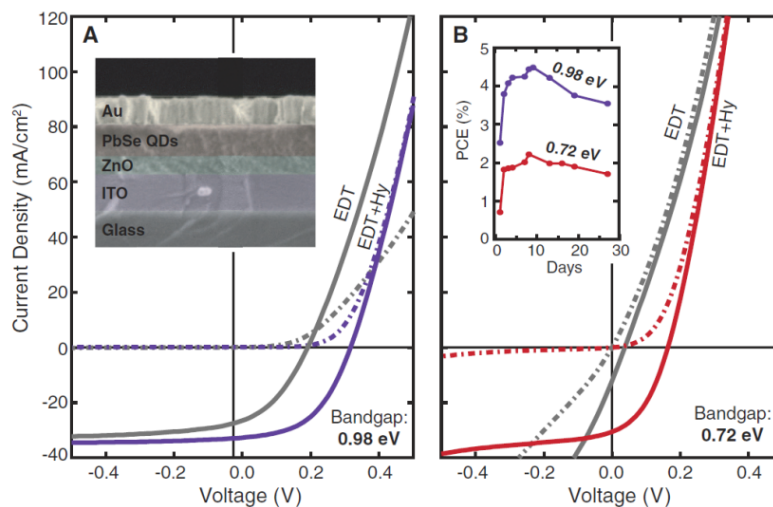 A
B
120
100
80
60
40
20
0
-20
-40
Current Density (mA/cm²)
Au
PbSe QDs
ZnO
ITO
Glass
EDT
EDT+Hy
Bandgap:
0.98 eV
-0.4
-0.2
0.0
0.2
0.4
Voltage (V)
5
4
3
2
1
0
PCE (%)
0.98 eV
0.72 eV
0
10
20
30
Days
EDT
EDT+Hy
Bandgap:
0.72 eV
-0.4
-0.2
0.0
0.2
0.4
Voltage (V)